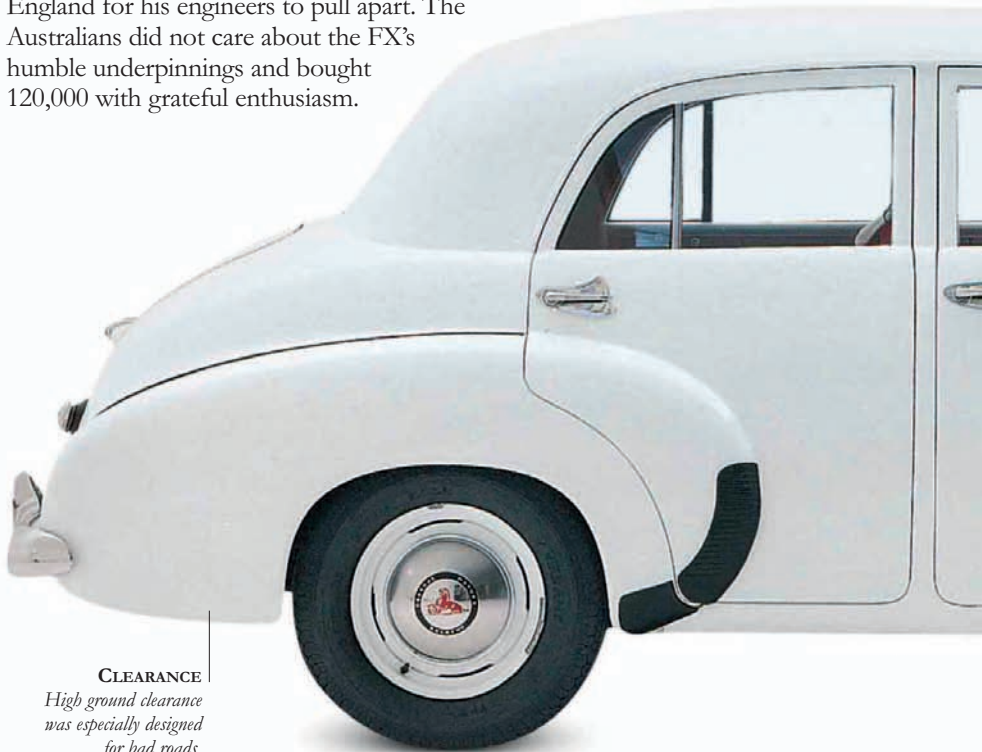 England for his engineers to pull apart. The
Australians did not care about the FX’s
humble underpinnings and bought
120,000 with grateful enthusiasm.
CLEARANCE
High ground clearance
was especially designed
for bad roads.